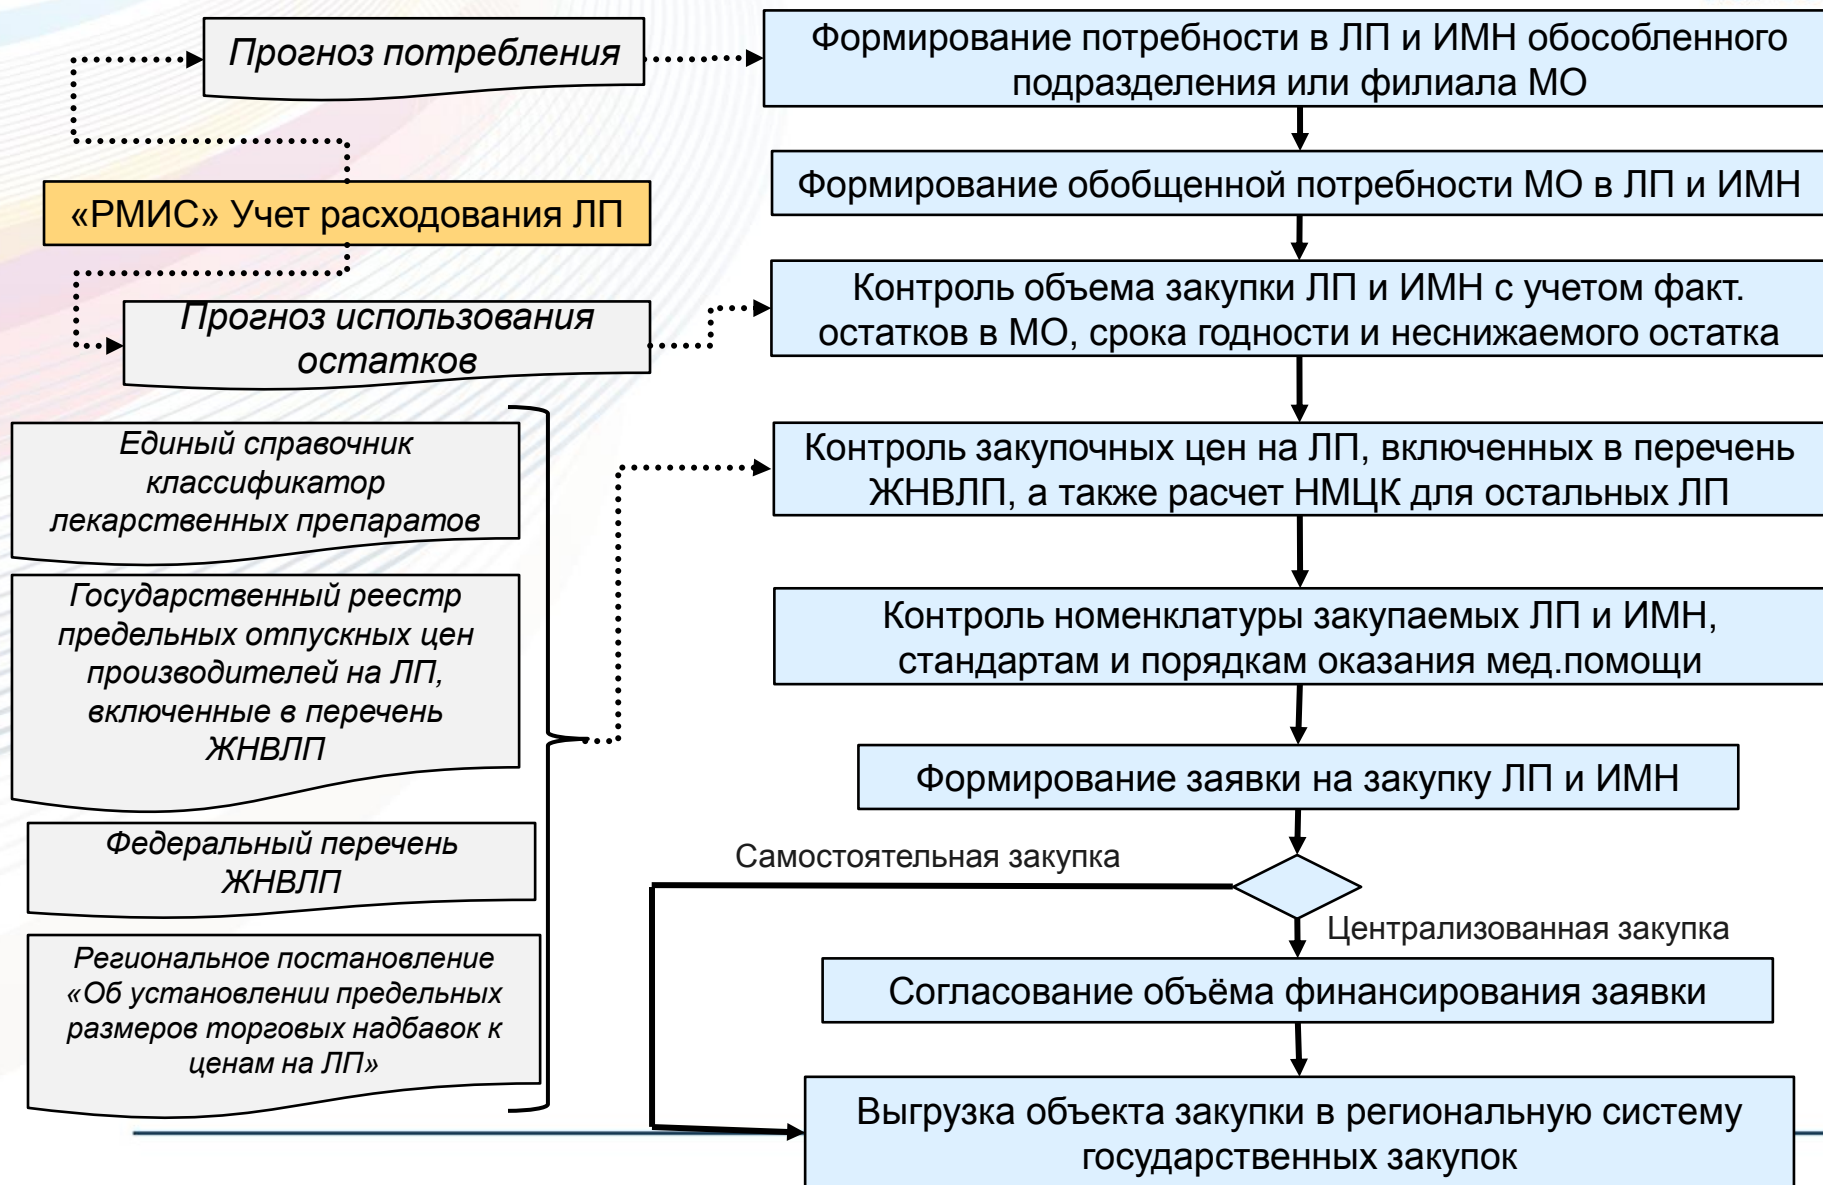 Прогноз потребления
«РМИС» Учет расходования ЛП
Прогноз использования
остатков
Единый справочник
классификатор
лекарственных препаратов
Государственный реестр
предельных отпускных цен
производителей на ЛП,
включенные в перечень
ЖНВЛП
Федеральный перечень
ЖНВЛП
Региональное постановление
«Об установлении предельных
размеров торговых надбавок к
ценам на ЛП»
Формирование потребности в ЛП и ИМН обособленного
подразделения или филиала МО
Формирование обобщенной потребности МО в ЛП и ИМН
Контроль объема закупки ЛП и ИМН с учетом факт.
остатков в МО, срока годности и неснижаемого остатка
Контроль закупочных цен на ЛП, включенных в перечень
ЖНВЛП, а также расчет НМЦК для остальных ЛП
Контроль номенклатуры закупаемых ЛП и ИМН,
стандартам и порядкам оказания мед.помощи
Формирование заявки на закупку ЛП и ИМН
Самостоятельная закупка
Централизованная закупка
Согласование объёма финансирования заявки
Выгрузка объекта закупки в региональную систему
государственных закупок